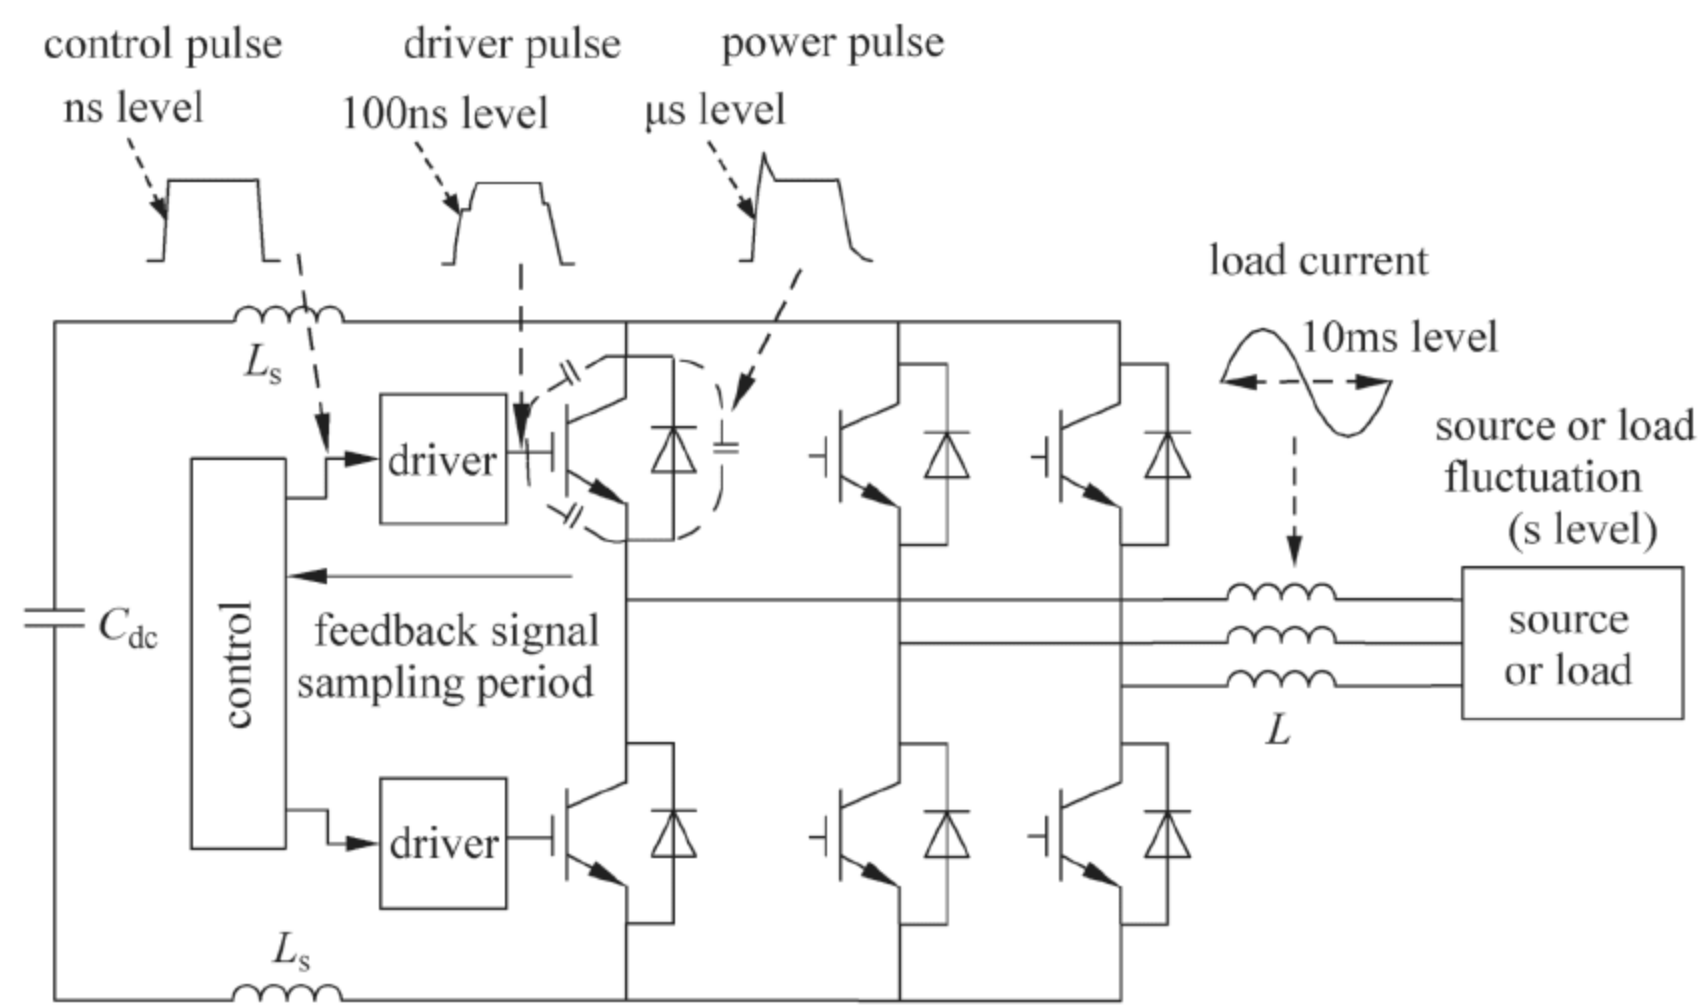 control pulse
ns level
driver pulse
100ns level
power pulse
μs level
load current
10ms level
source or load
fluctuation
(s level)
Ls
driver
control
feedback signal
sampling period
Cdc
source
or load
L
driver
Ls